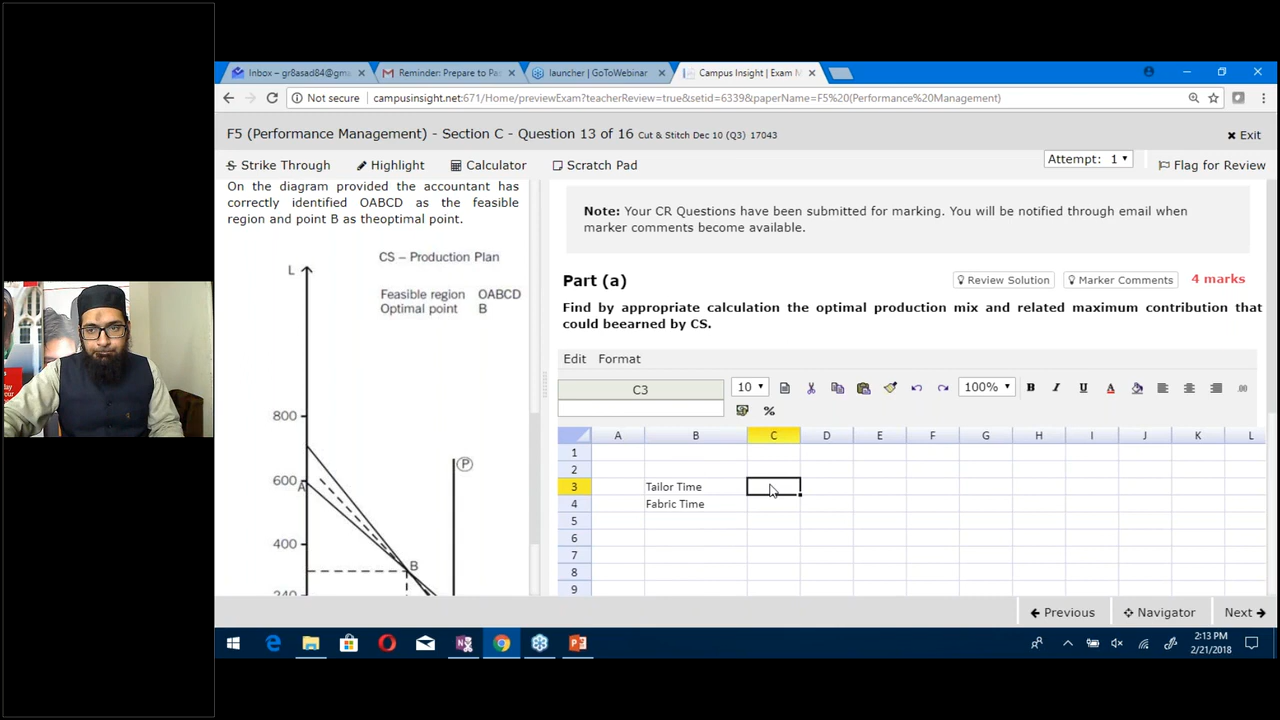 Inbox – gr8asad84@gm
Reminder: Prepare to Pa
launcher | GoToWebinar
Campus Insight | Exam M
Not secure
campusinsight.net:671/Home/previewExam?teacherReview=true&setid=6339&paperName=F5%20(Performance%20Management)
F5 (Performance Management) - Section C - Question 13 of 16 Cut & Stitch Dec 10 (Q3) 17043
Exit
Strike Through
Highlight
Calculator
Scratch Pad
Attempt: 1
Flag for Review
On the diagram provided the accountant has
correctly identified OABCD as the feasible
region and point B as theoptimal point.
CS – Production Plan
L
Feasible region OABCD
Optimal point B
800
600
A
400
240
B
P
Note: Your CR Questions have been submitted for marking. You will be notified through email when
marker comments become available.
Part (a)
Review Solution
Marker Comments
4 marks
Find by appropriate calculation the optimal production mix and related maximum contribution that
could beearned by CS.
Edit Format
C3
10
100%
B I U A
%
A B C D E F G H I J K L
1
2
3 Tailor Time
4 Fabric Time
5
6
7
8
9
Previous
Navigator
Next
2:13 PM
2/21/2018